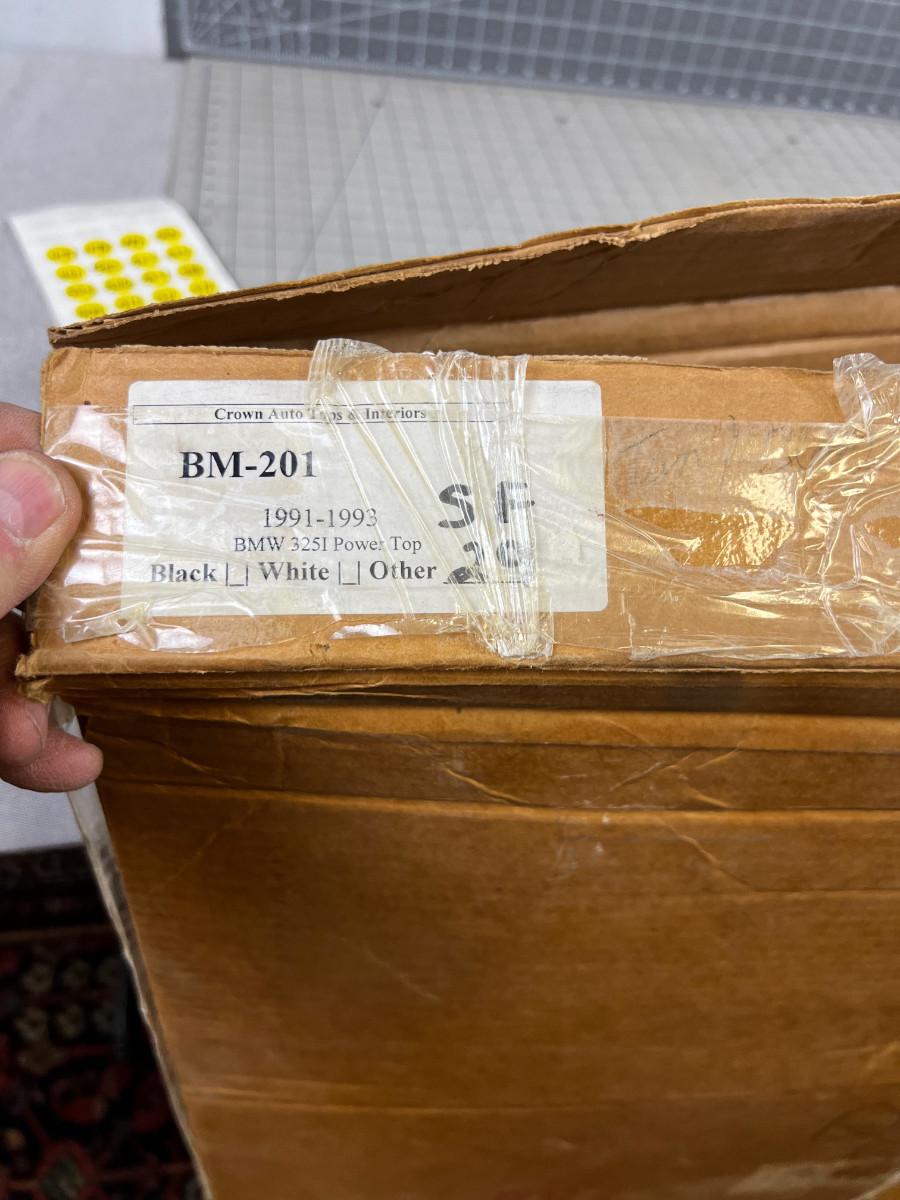 Crown Auto Tops & Interiors
BM-201
SF
1991-1993
BMW 325I Power Top
Black |_| White |_| Other